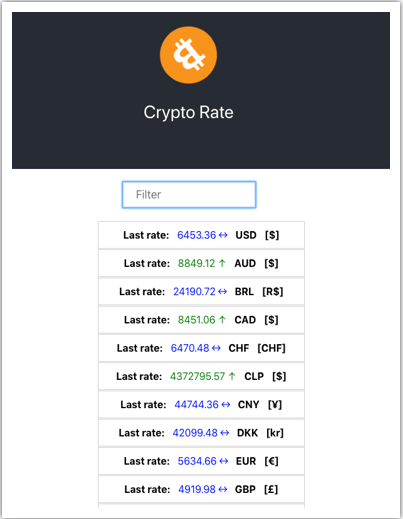 Crypto Rate
Filter
Last rate: 6453.36 ↔ USD [$]
Last rate: 8849.12 ↑ AUD [$]
Last rate: 24190.72 ↔ BRL [R$]
Last rate: 8451.06 ↑ CAD [$]
Last rate: 6470.48 ↔ CHF [CHF]
Last rate: 4372795.57 ↑ CLP [$]
Last rate: 44744.36 ↔ CNY [¥]
Last rate: 42099.48 ↔ DKK [kr]
Last rate: 5634.66 ↔ EUR [€]
Last rate: 4919.98 ↔ GBP [£]